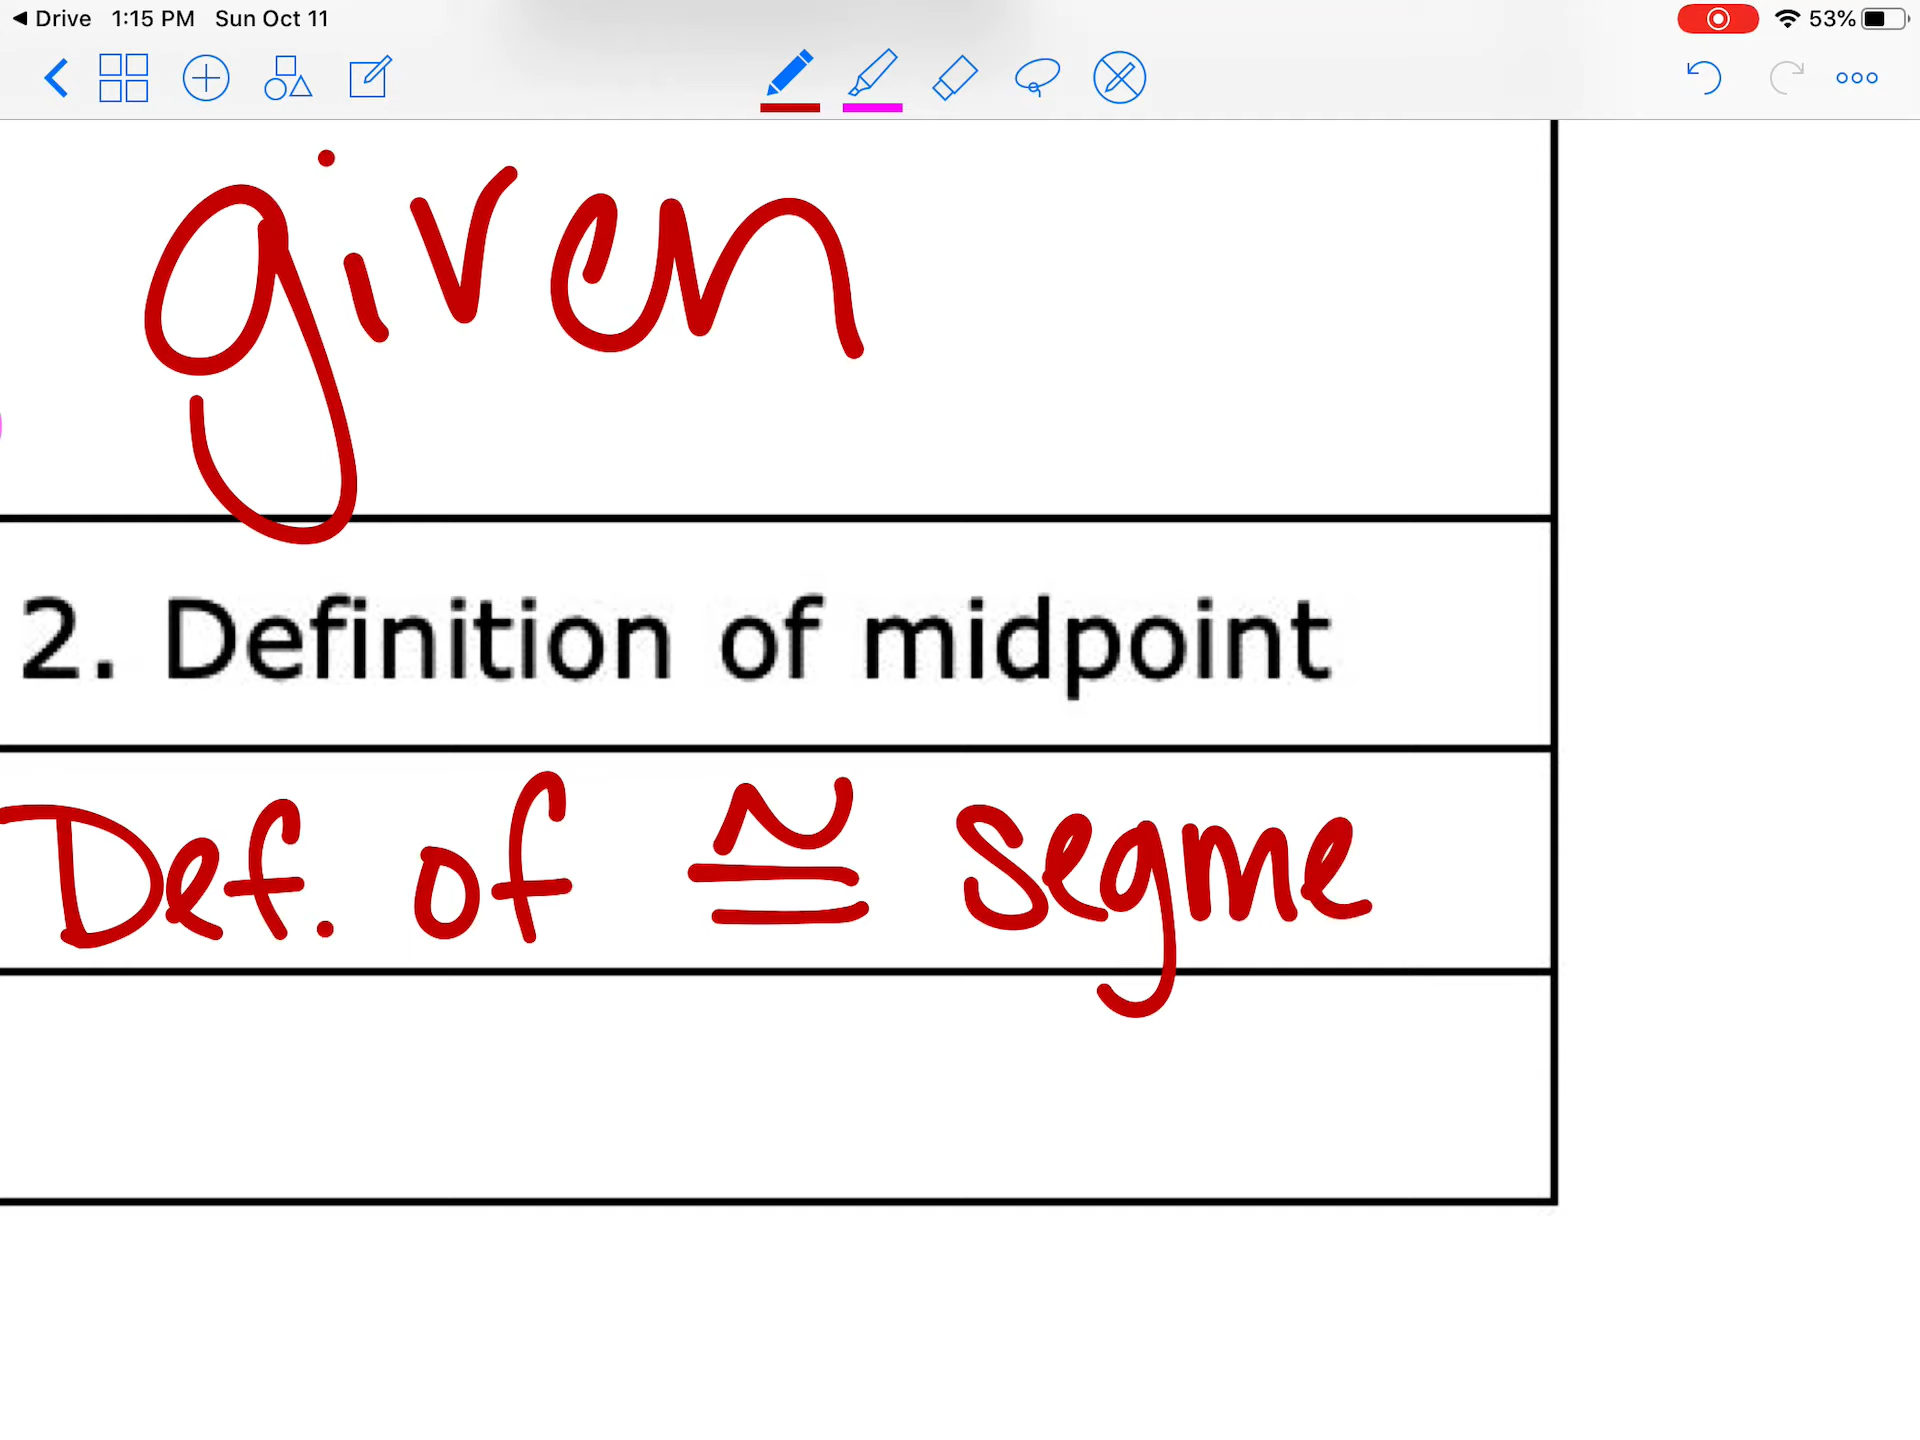 Drive 1:15 PM Sun Oct 11 53%
given
2. Definition of midpoint
Def. of ≅ segme